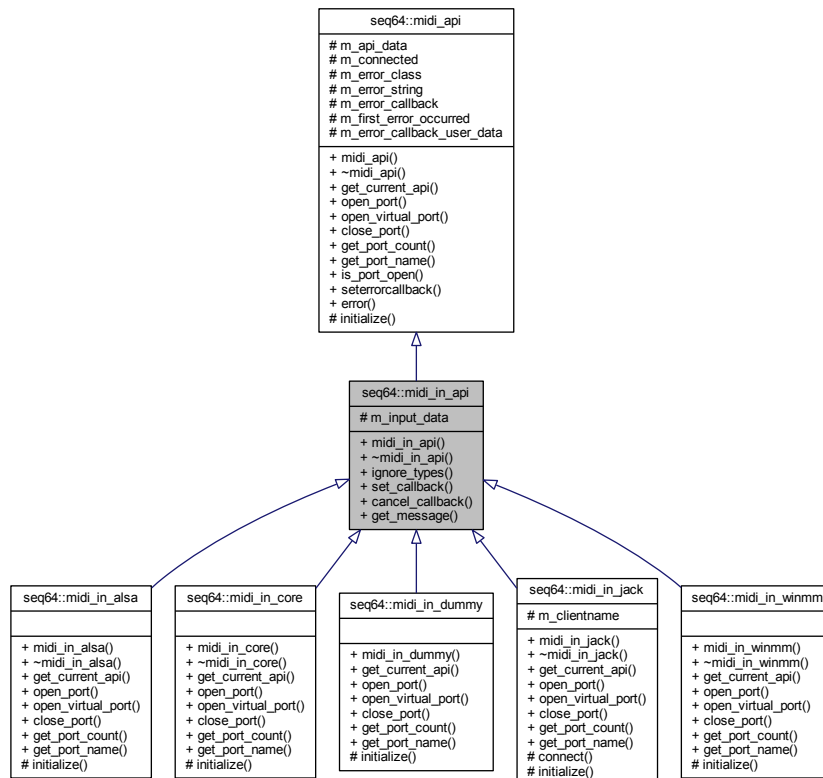 seq64::midi_api
# m_api_data
# m_connected
# m_error_class
# m_error_string
# m_error_callback
# m_first_error_occurred
# m_error_callback_user_data
+ midi_api()
+ ~midi_api()
+ get_current_api()
+ open_port()
+ open_virtual_port()
+ close_port()
+ get_port_count()
+ get_port_name()
+ is_port_open()
+ seterrorcallback()
+ error()
# initialize()
seq64::midi_in_api
# m_input_data
+ midi_in_api()
+ ~midi_in_api()
+ ignore_types()
+ set_callback()
+ cancel_callback()
+ get_message()
seq64::midi_in_alsa
+ midi_in_alsa()
+ ~midi_in_alsa()
+ get_current_api()
+ open_port()
+ open_virtual_port()
+ close_port()
+ get_port_count()
+ get_port_name()
# initialize()
seq64::midi_in_core
+ midi_in_core()
+ ~midi_in_core()
+ get_current_api()
+ open_port()
+ open_virtual_port()
+ close_port()
+ get_port_count()
+ get_port_name()
# initialize()
seq64::midi_in_dummy
+ midi_in_dummy()
+ get_current_api()
+ open_port()
+ open_virtual_port()
+ close_port()
+ get_port_count()
+ get_port_name()
# initialize()
seq64::midi_in_jack
# m_clientname
+ midi_in_jack()
+ ~midi_in_jack()
+ get_current_api()
+ open_port()
+ open_virtual_port()
+ close_port()
+ get_port_count()
+ get_port_name()
# connect()
# initialize()
seq64::midi_in_winmm
+ midi_in_winmm()
+ ~midi_in_winmm()
+ get_current_api()
+ open_port()
+ open_virtual_port()
+ close_port()
+ get_port_count()
+ get_port_name()
# initialize()